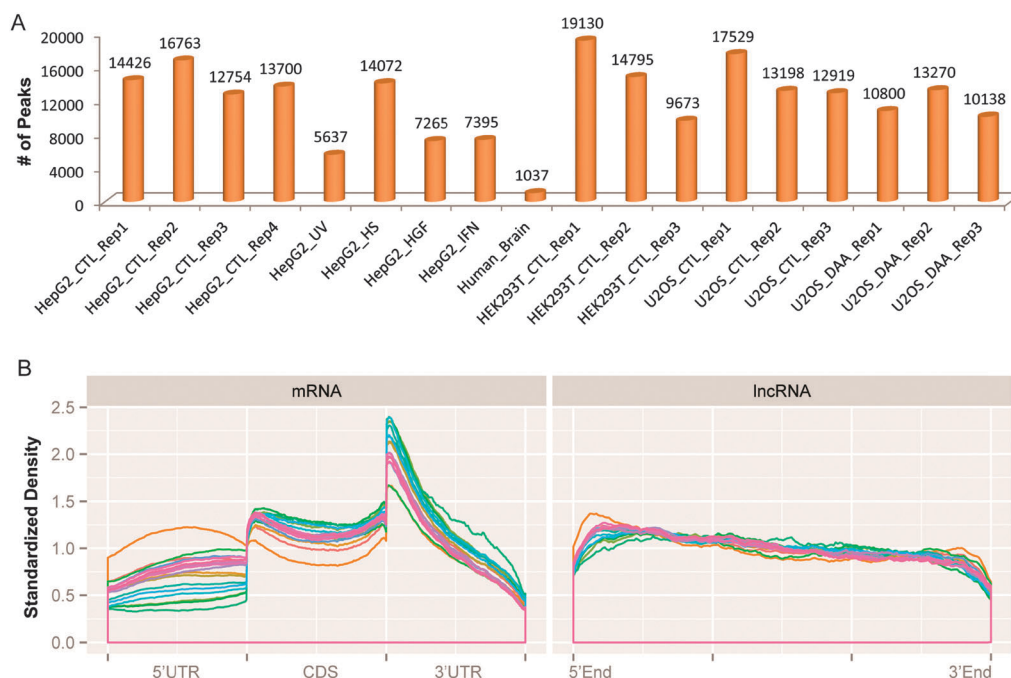 A
# of Peaks
20000
16000
12000
8000
4000
0
14426
16763
12754
13700
5637
14072
7265
7395
1037
19130
14795
9673
17529
13198
12919
10800
13270
10138
HepG2_CTL_Rep1
HepG2_CTL_Rep2
HepG2_CTL_Rep3
HepG2_CTL_Rep4
HepG2_UV
HepG2_HS
HepG2_HGF
HepG2_IFN
Human_Brain
HEK293T_CTL_Rep1
HEK293T_CTL_Rep2
HEK293T_CTL_Rep3
U2OS_CTL_Rep1
U2OS_CTL_Rep2
U2OS_CTL_Rep3
U2OS_DAA_Rep1
U2OS_DAA_Rep2
U2OS_DAA_Rep3
B
mRNA
lncRNA
Standardized Density
2.5
2.0
1.5
1.0
0.5
0.0
5'UTR
CDS
3'UTR
5'End
3'End